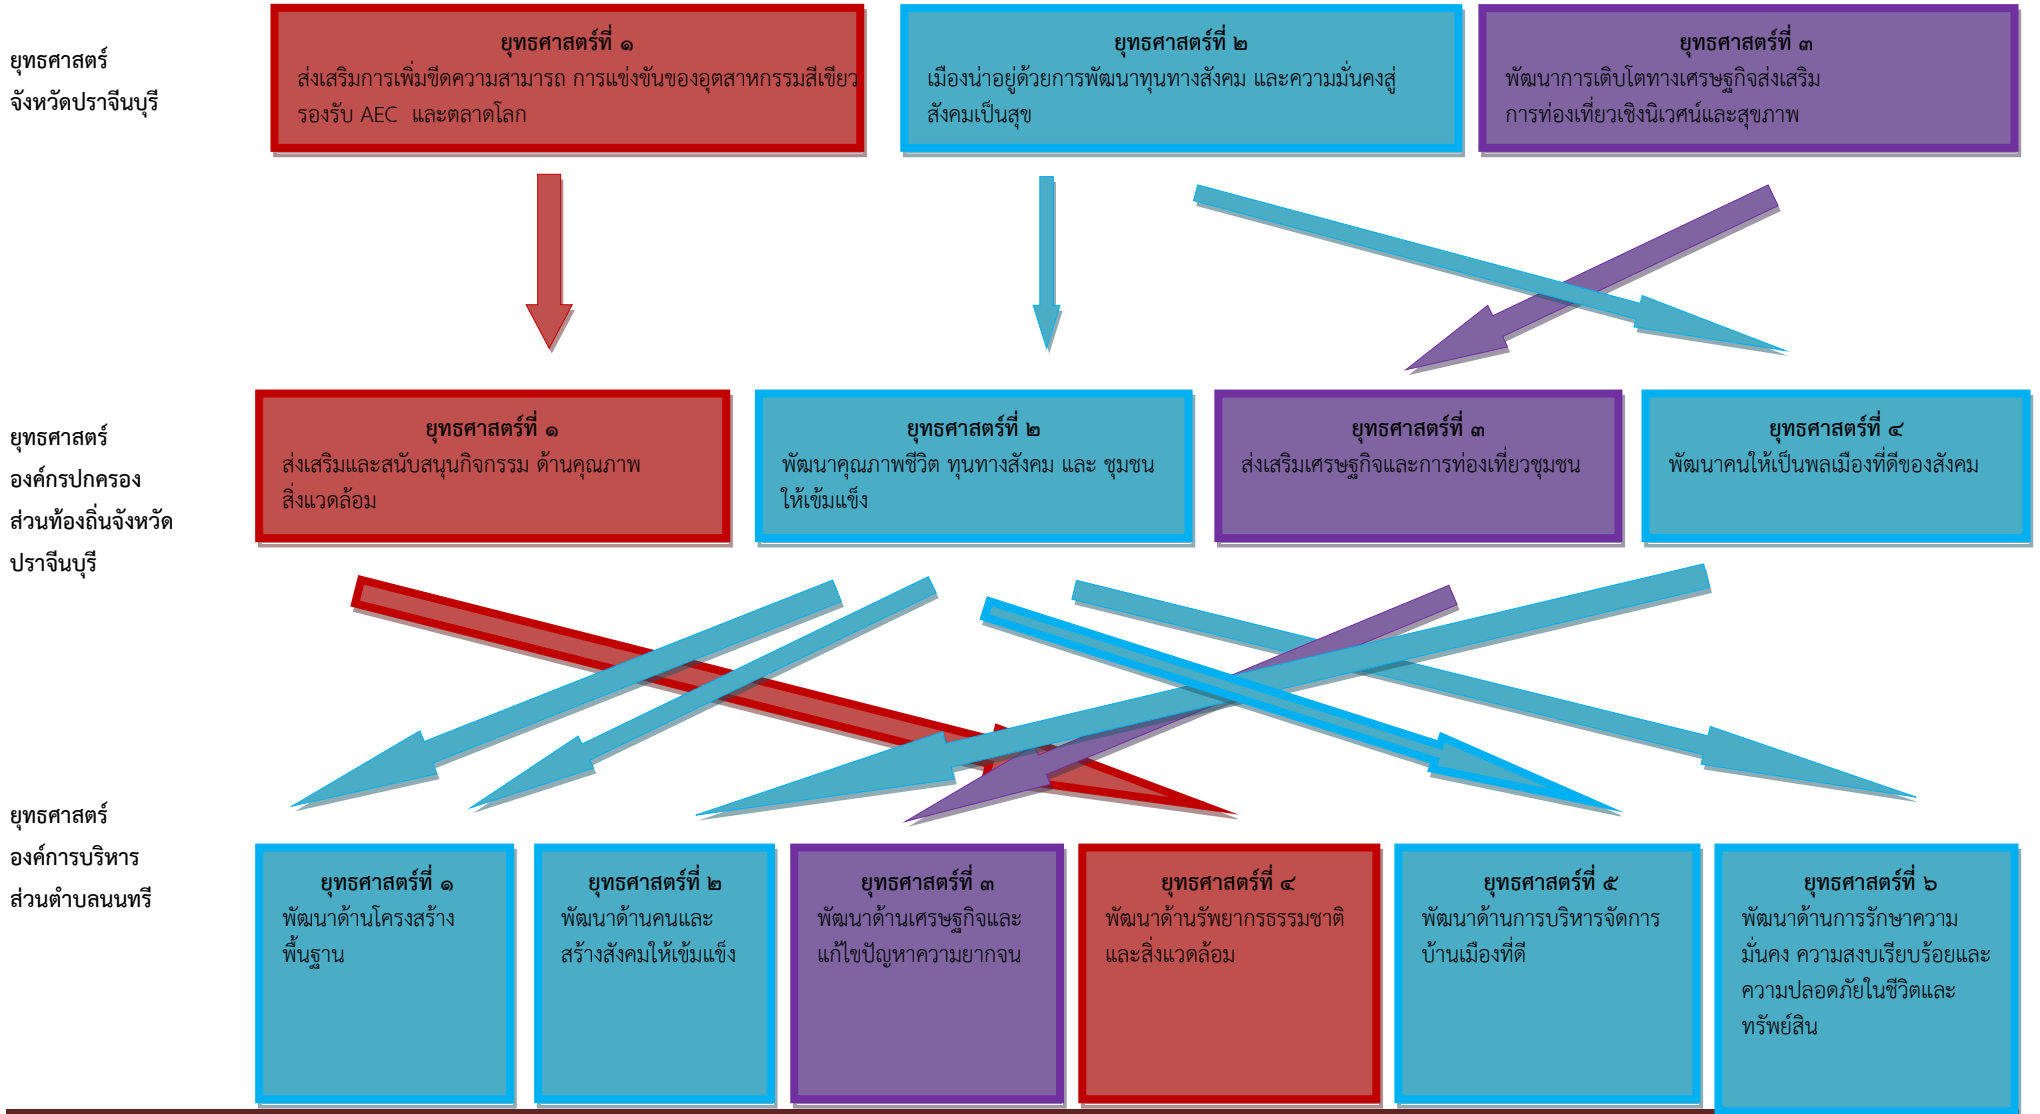 ยุทธศาสตร์
จังหวัดปราจีนบุรี
ยุทธศาสตร์ที่ ๑
ส่งเสริมการเพิ่มขีดความสามารถ การแข่งขันของอุตสาหกรรมสีเขียว
รองรับ AEC และตลาดโลก
ยุทธศาสตร์ที่ ๒
เมืองน่าอยู่ด้วยการพัฒนาทุนทางสังคม และความมั่นคงสู่
สังคมเป็นสุข
ยุทธศาสตร์ที่ ๓
พัฒนาการเติบโตทางเศรษฐกิจส่งเสริม
การท่องเที่ยวเชิงนิเวศน์และสุขภาพ
ยุทธศาสตร์
องค์กรปกครอง
ส่วนท้องถิ่นจังหวัด
ปราจีนบุรี
ยุทธศาสตร์ที่ ๑
ส่งเสริมและสนับสนุนกิจกรรม ด้านคุณภาพ
สิ่งแวดล้อม
ยุทธศาสตร์ที่ ๒
พัฒนาคุณภาพชีวิต ทุนทางสังคม และ ชุมชน
ให้เข้มแข็ง
ยุทธศาสตร์ที่ ๓
ส่งเสริมเศรษฐกิจและการท่องเที่ยวชุมชน
ยุทธศาสตร์ที่ ๔
พัฒนาคนให้เป็นพลเมืองที่ดีของสังคม
ยุทธศาสตร์
องค์การบริหาร
ส่วนตำบลนนทรี
ยุทธศาสตร์ที่ ๑
พัฒนาด้านโครงสร้าง
พื้นฐาน
ยุทธศาสตร์ที่ ๒
พัฒนาด้านคนและ
สร้างสังคมให้เข้มแข็ง
ยุทธศาสตร์ที่ ๓
พัฒนาด้านเศรษฐกิจและ
แก้ไขปัญหาความยากจน
ยุทธศาสตร์ที่ ๔
พัฒนาด้านรัพยากรธรรมชาติ
และสิ่งแวดล้อม
ยุทธศาสตร์ที่ ๕
พัฒนาด้านการบริหารจัดการ
บ้านเมืองที่ดี
ยุทธศาสตร์ที่ ๖
พัฒนาด้านการรักษาความ
มั่นคง ความสงบเรียบร้อยและ
ความปลอดภัยในชีวิตและ
ทรัพย์สิน